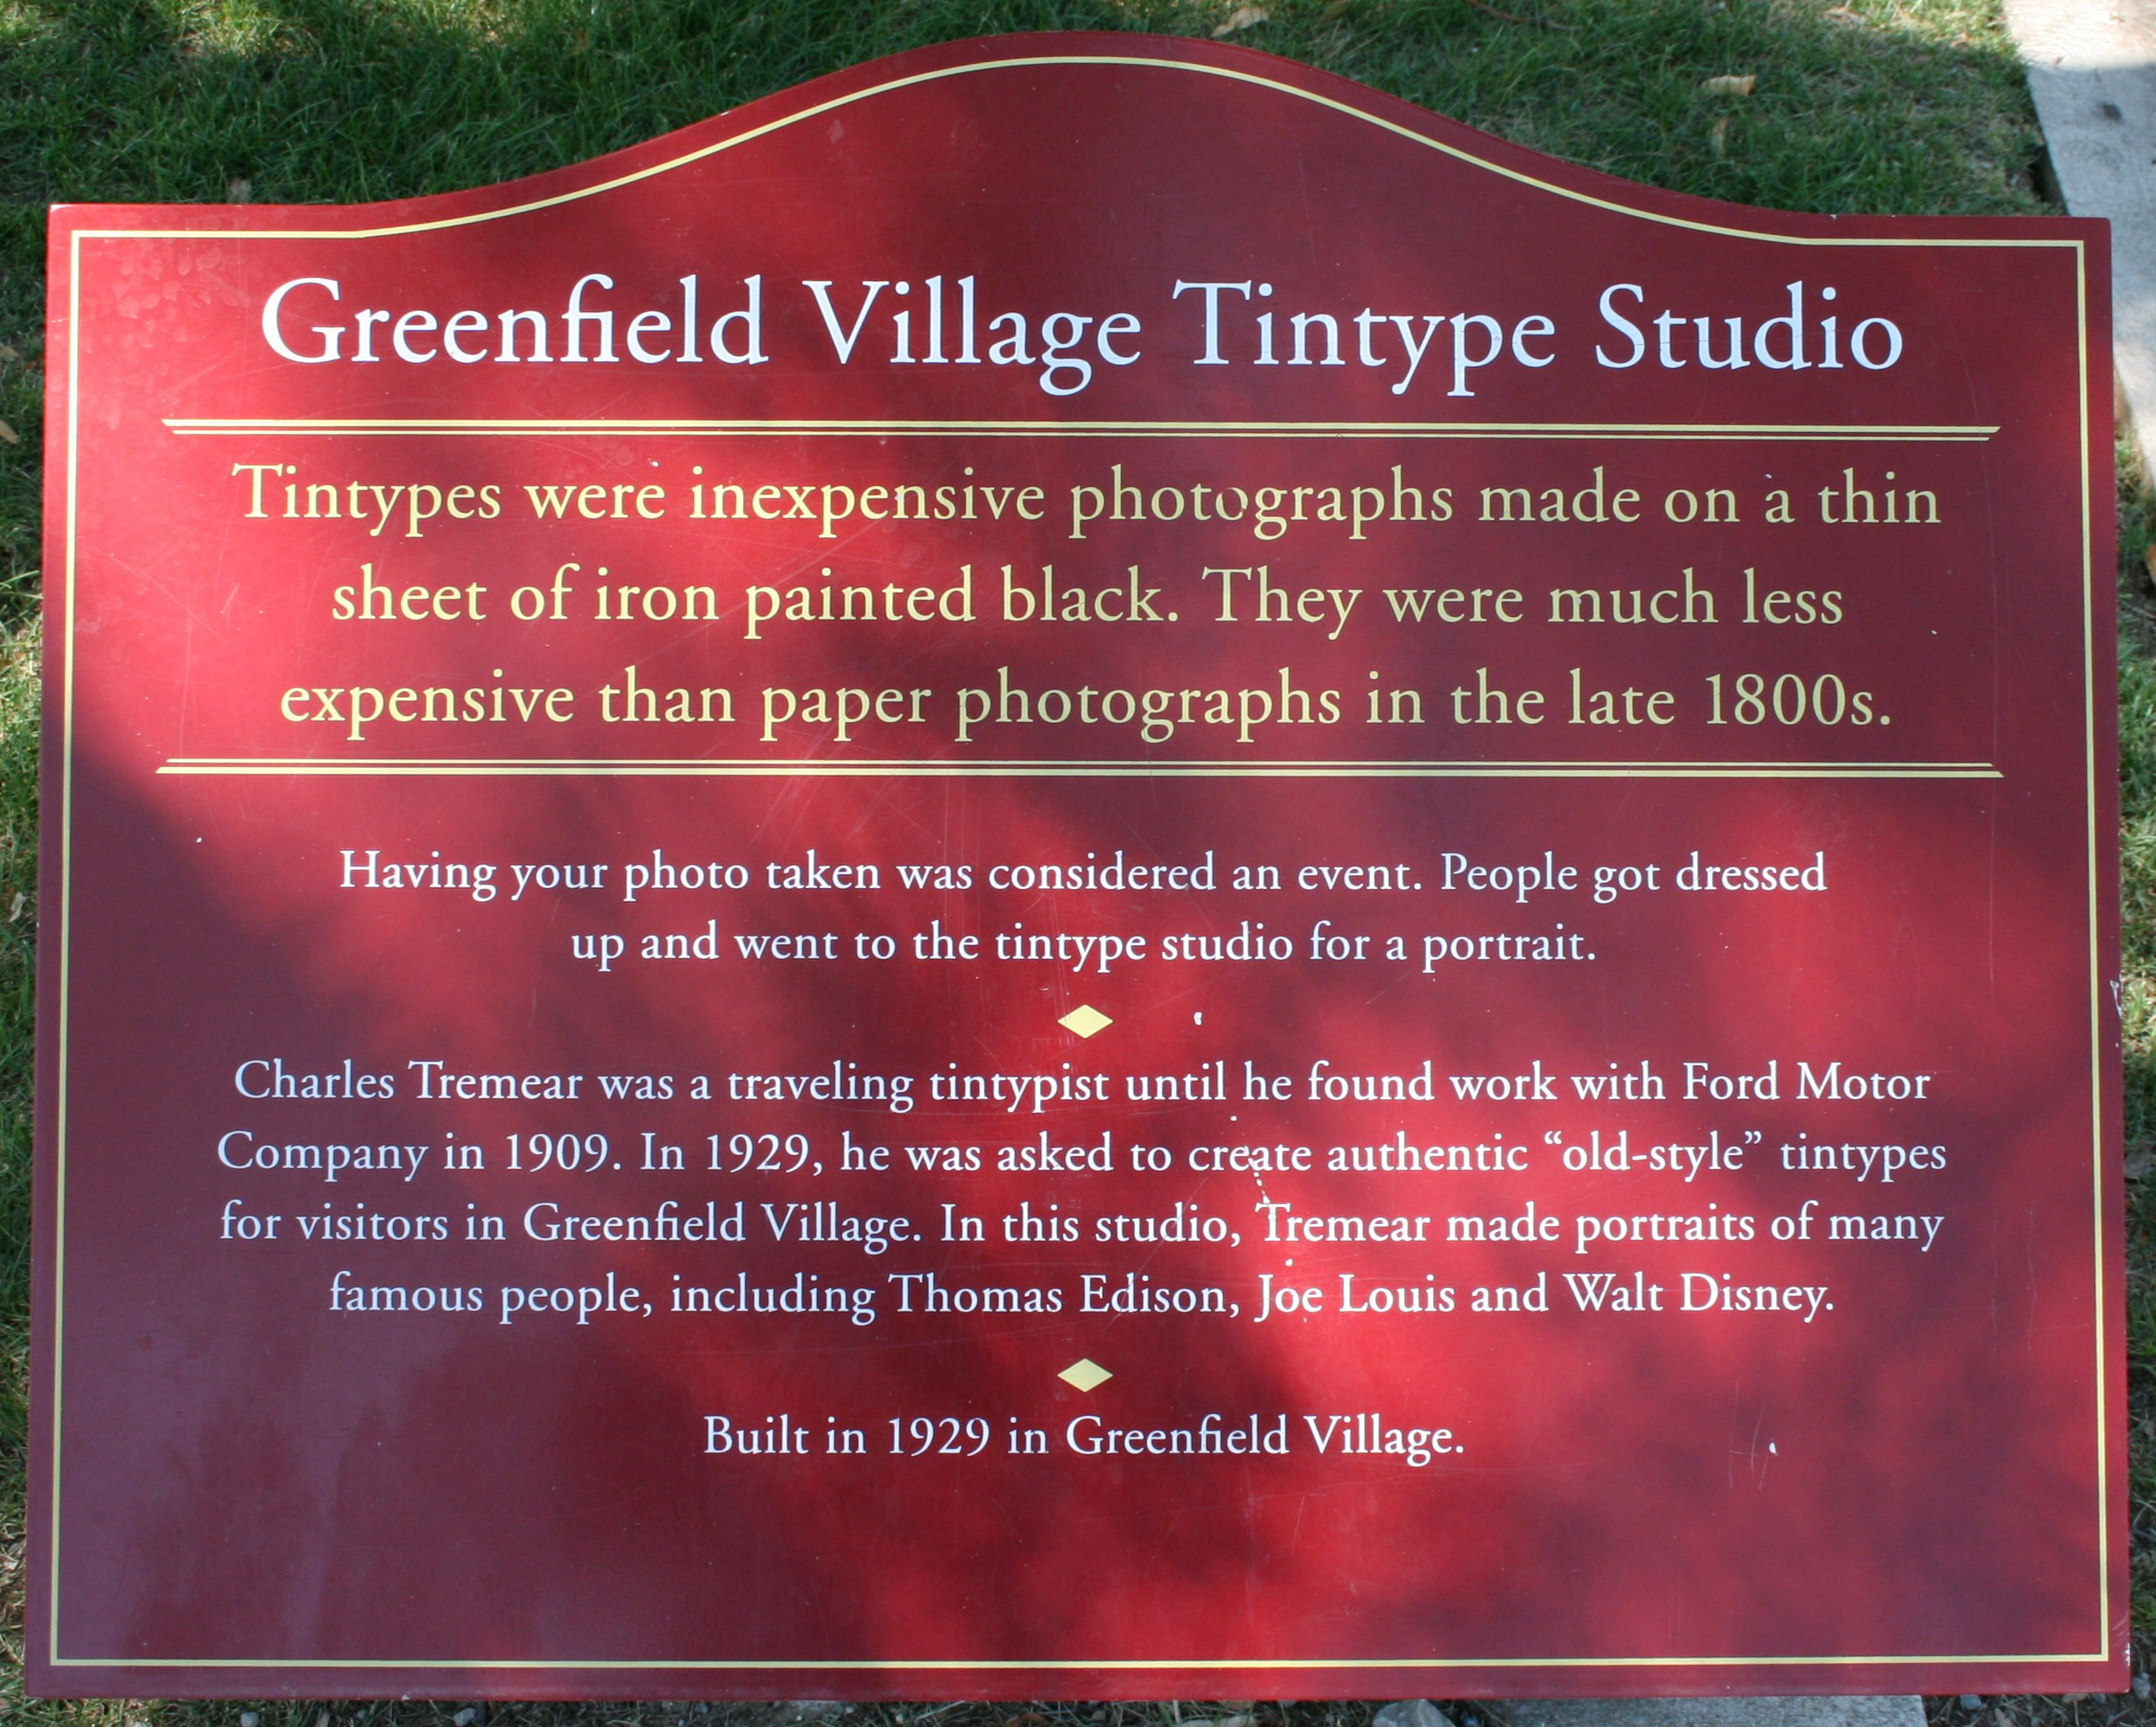 Greenfield Village Tintype Studio
Tintypes were inexpensive photographs made on a thin
sheet of iron painted black. They were much less
expensive than paper photographs in the late 1800s.
Having your photo taken was considered an event. People got dressed
up and went to the tintype studio for a portrait.
Charles Tremear was a traveling tintypist until he found work with Ford Motor
Company in 1909. In 1929, he was asked to create authentic “old-style” tintypes
for visitors in Greenfield Village. In this studio, Tremear made portraits of many
famous people, including Thomas Edison, Joe Louis and Walt Disney.
Built in 1929 in Greenfield Village.